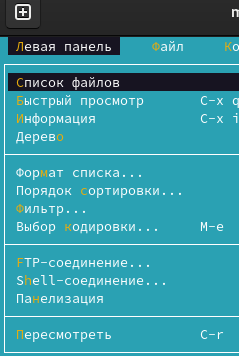 m
Левая панель Файл Ко
Список файлов
Быстрый просмотр C-x q
Информация C-x i
Дерево
Формат списка...
Порядок сортировки...
Фильтр...
Выбор кодировки... M-e
FTP-соединение...
Shell-соединение...
Панелизация
Пересмотреть C-r